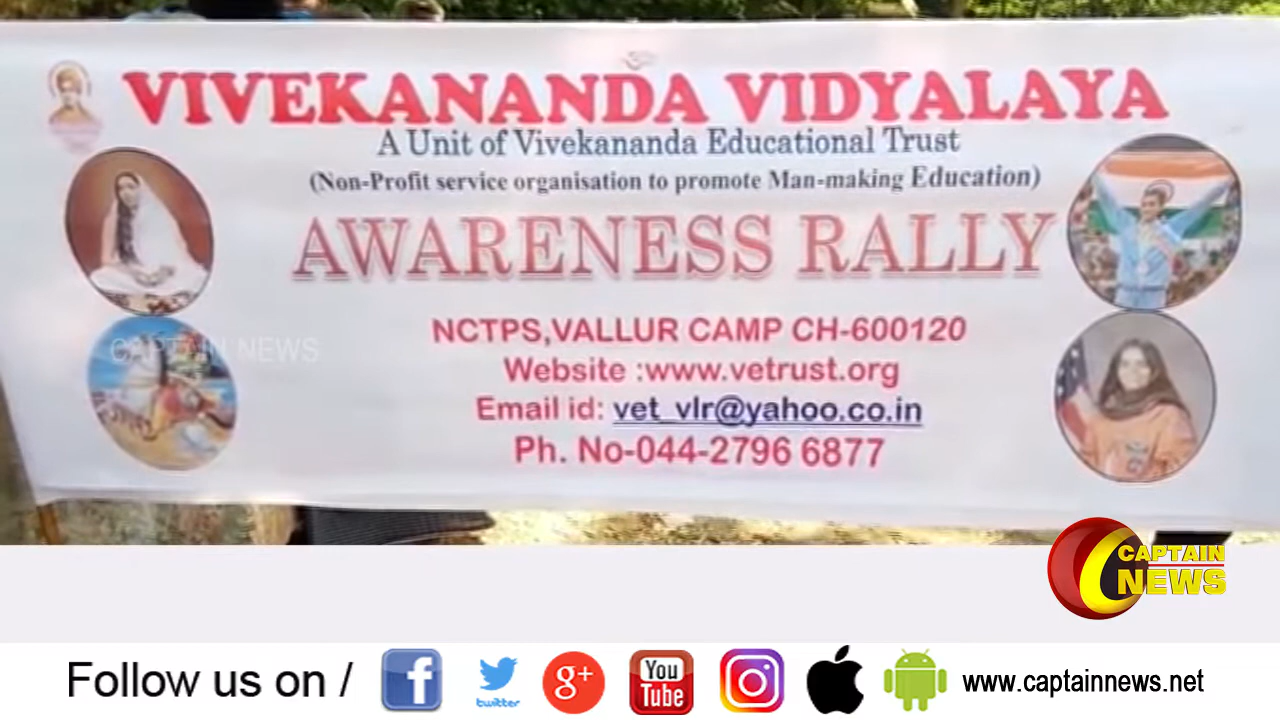 VIVEKANANDA VIDYALAYA
A Unit of Vivekananda Educational Trust
(Non-Profit service organisation to promote Man-making Education)
AWARENESS RALLY
NCTPS,VALLUR CAMP CH-600120
CAPTAIN NEWS
Website :www.vetrust.org
Email id: vet_vlr@yahoo.co.in
Ph. No-044-2796 6877
CAPTAIN
NEWS
Follow us on / f twitter g+ You Tube www.captainnews.net